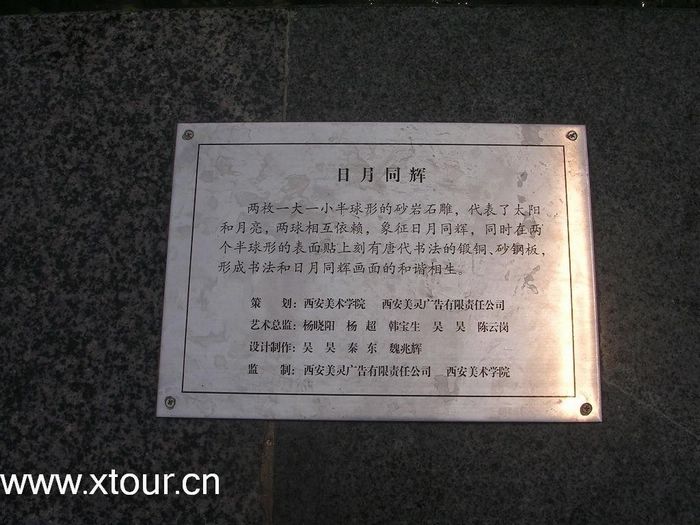 日月同辉
两枚一大一小半球形的砂岩石雕，代表了太阳
和月亮，两球相互依赖，象征日月同辉，同时在两
个半球形的表面贴上刻有唐代书法的锻铜、砂钢板，
形成书法和日月同辉画面的和谐相生。
策 划：西安美术学院 西安美灵广告有限责任公司
艺术总监：杨晓阳 杨 超 韩宝生 吴 昊 陈云岗
设计制作：吴 昊 秦 东 魏兆辉
监 制：西安美灵广告有限责任公司 西安美术学院
www.xtour.cn